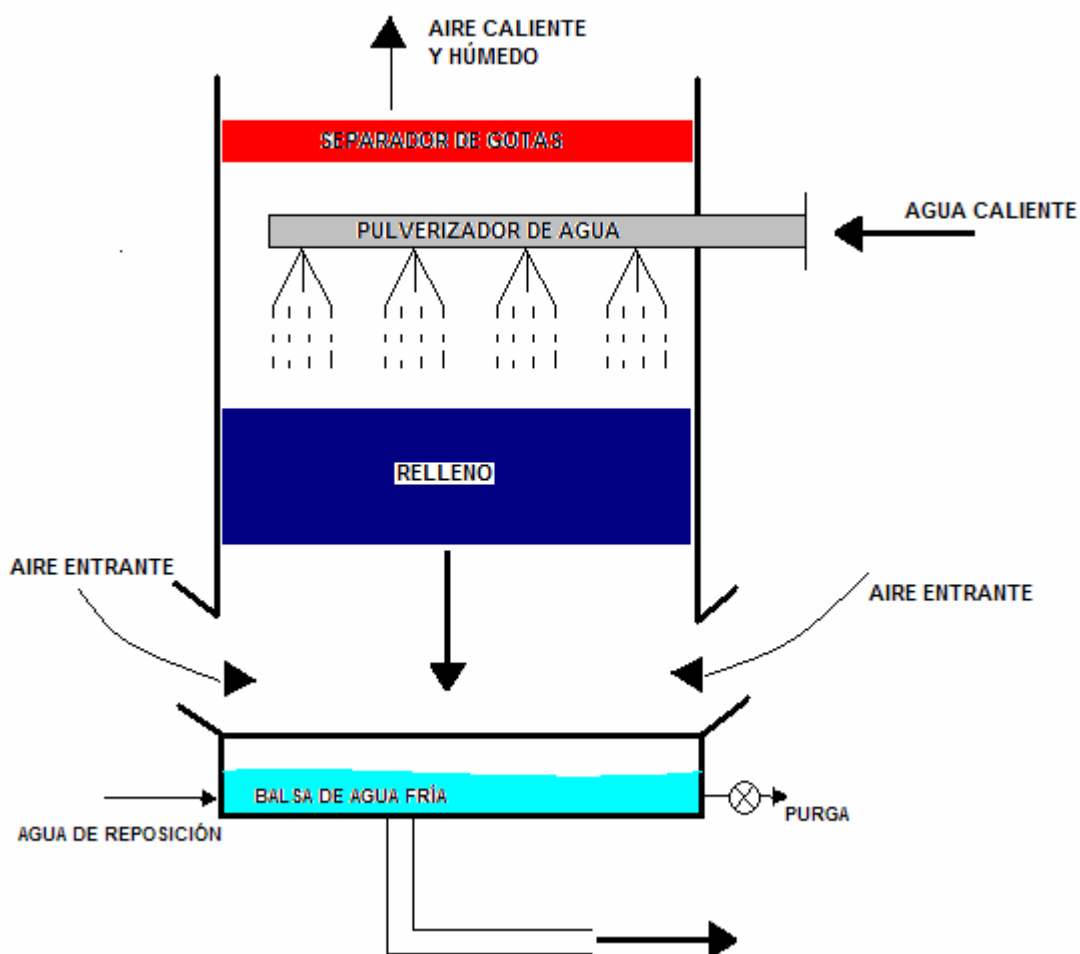 AIRE CALIENTE
Y HÚMEDO
SEPARADOR DE GOTAS
AGUA CALIENTE
PULVERIZADOR DE AGUA
RELLENO
AIRE ENTRANTE
AIRE ENTRANTE
BALSA DE AGUA FRÍA
AGUA DE REPOSICIÓN
PURGA